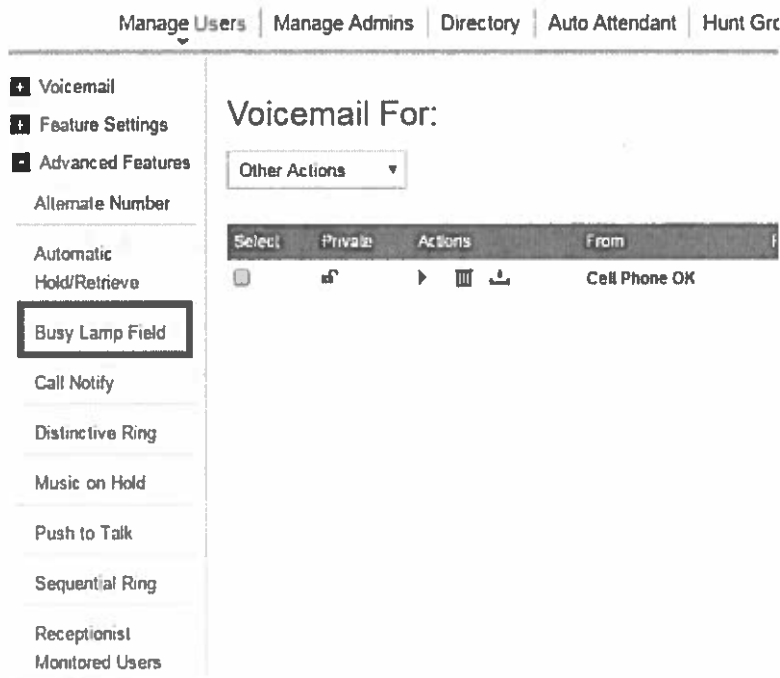 Manage Users | Manage Admins | Directory | Auto Attendant | Hunt Gro
Voicemail
Feature Settings
Advanced Features
Alternate Number
Automatic
Hold/Retrieve
Busy Lamp Field
Call Notify
Distinctive Ring
Music on Hold
Push to Talk
Sequential Ring
Receptionist
Monitored Users
Voicemail For:
Other Actions
Select Private Actions From
Cell Phone OK